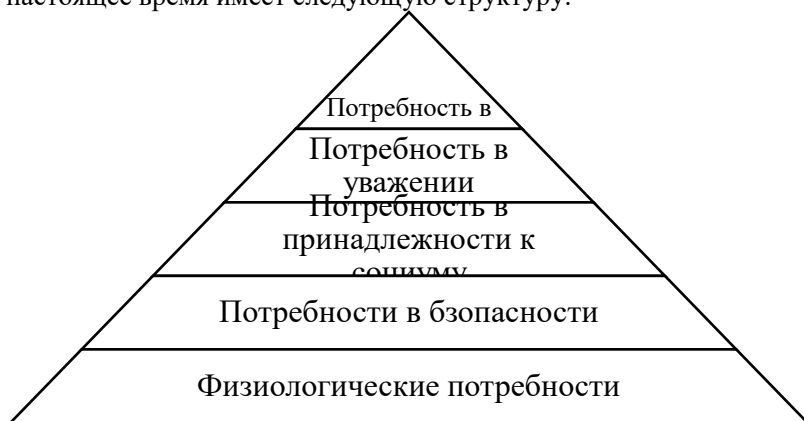 настоящее время имеет следующую структуру:
Потребность в
Потребность в
уважении
Потребность в
принадлежности к
социуму
Потребности в бзопасности
Физиологические потребности